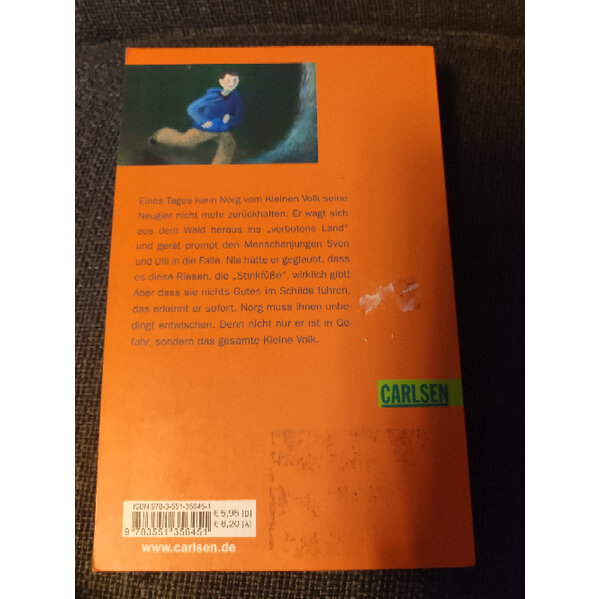 Eines Tages kann Norg vom Kleinen Volk seine
Neugier nicht mehr zurückhalten. Er wagt sich
aus dem Wald heraus ins „verbotene Land"
und gerät prompt den Menschenjungen Sven
und Ulli in die Falle. Nie hätte er geglaubt, dass
es diese Riesen, die „Stinkfüße", wirklich gibt!
Aber dass sie nichts Gutes im Schilde führen,
das erkennt er sofort. Norg muss ihnen unbe-
dingt entwischen. Denn nicht nur er ist in Ge-
fahr, sondern das gesamte Kleine Volk.
CARLSEN
ISBN 978-3-551-35645-1
€ 5,95 [D]
€ 6,20 [A]
9 783551 356451
www.carlsen.de